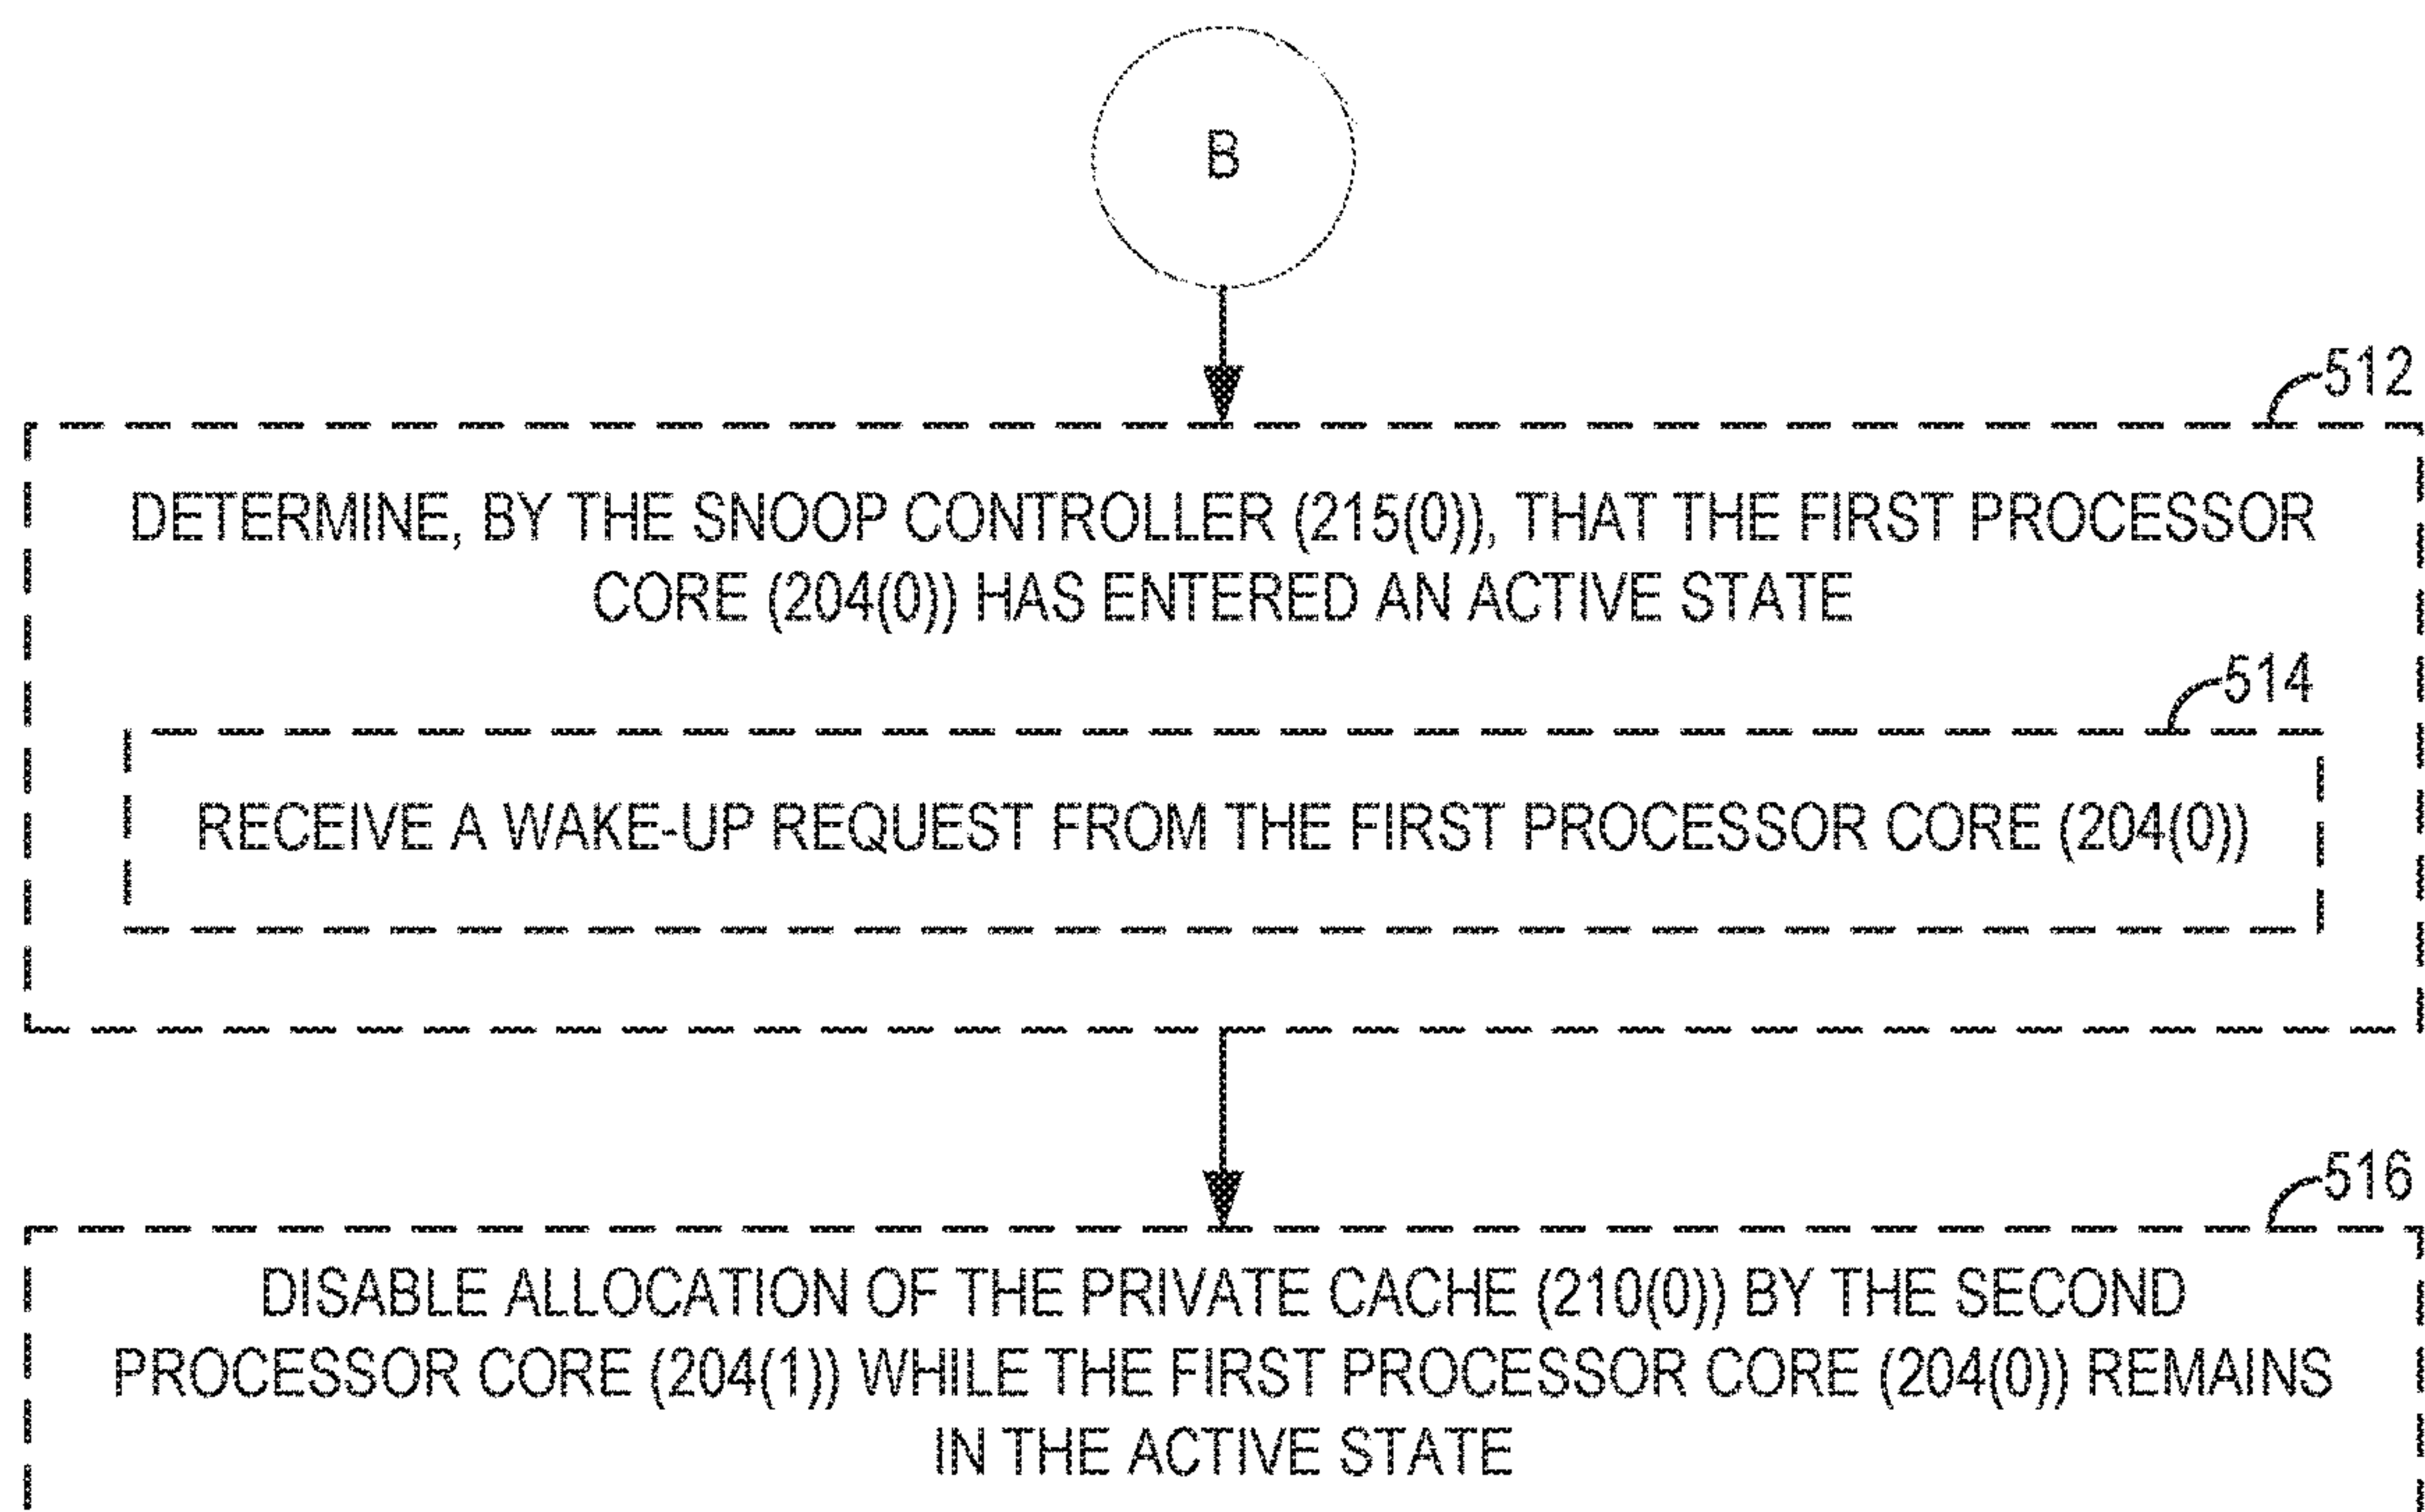 B
512
DETERMINE, BY THE SNOOP CONTROLLER (215(0)), THAT THE FIRST PROCESSOR
CORE (204(0)) HAS ENTERED AN ACTIVE STATE
514
RECEIVE A WAKE-UP REQUEST FROM THE FIRST PROCESSOR CORE (204(0))
516
DISABLE ALLOCATION OF THE PRIVATE CACHE (210(0)) BY THE SECOND
PROCESSOR CORE (204(1)) WHILE THE FIRST PROCESSOR CORE (204(0)) REMAINS
IN THE ACTIVE STATE